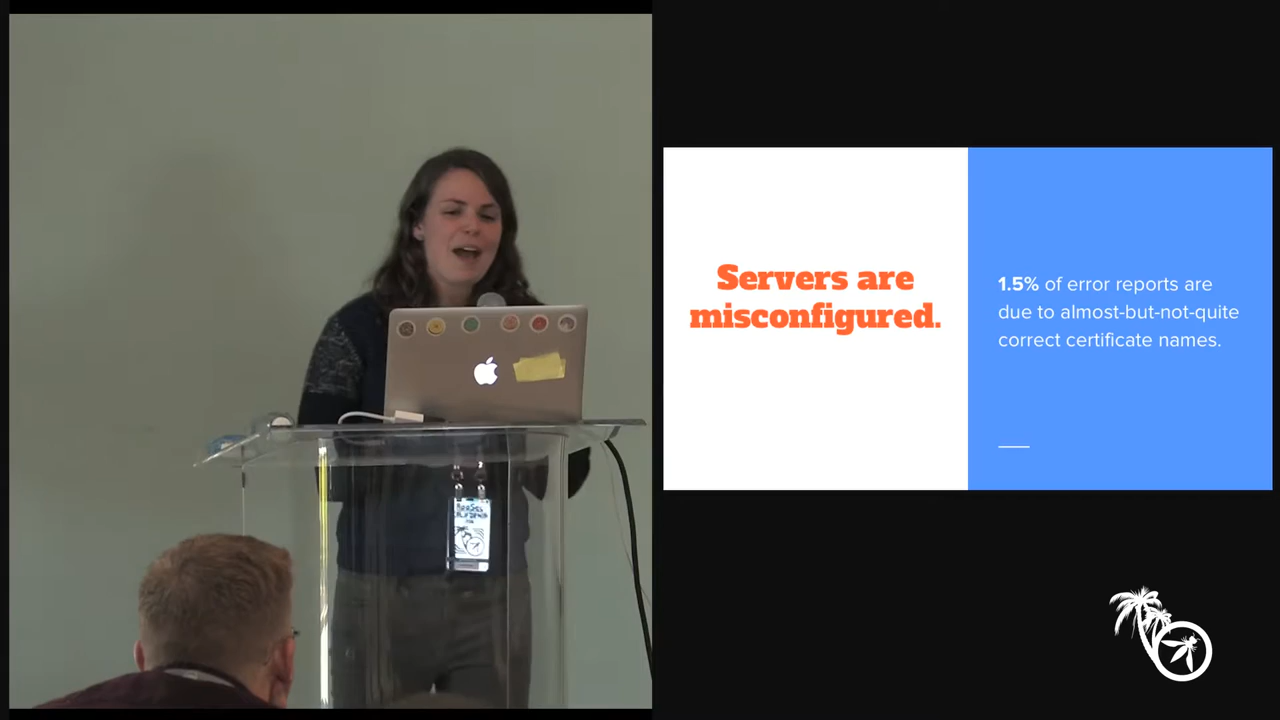 Servers are
misconfigured.
1.5% of error reports are
due to almost-but-not-quite
correct certificate names.